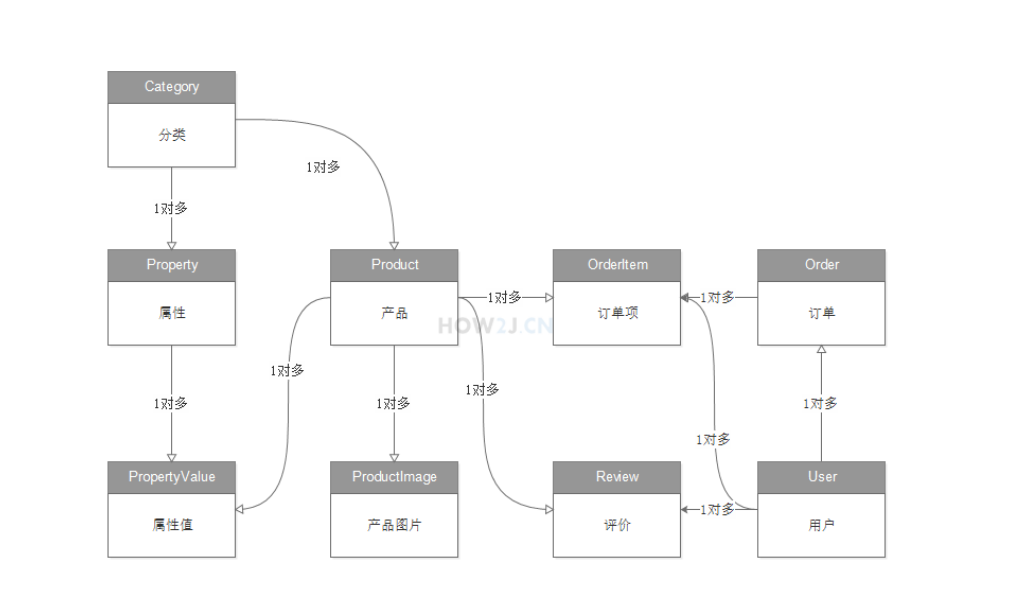 Category
分类
1对多
1对多
Property
属性
Product
产品
1对多
OrderItem
订单项
1对多
Order
订单
HOW2J.CN
1对多
1对多
1对多
1对多
1对多
1对多
PropertyValue
属性值
ProductImage
产品图片
Review
评价
1对多
User
用户